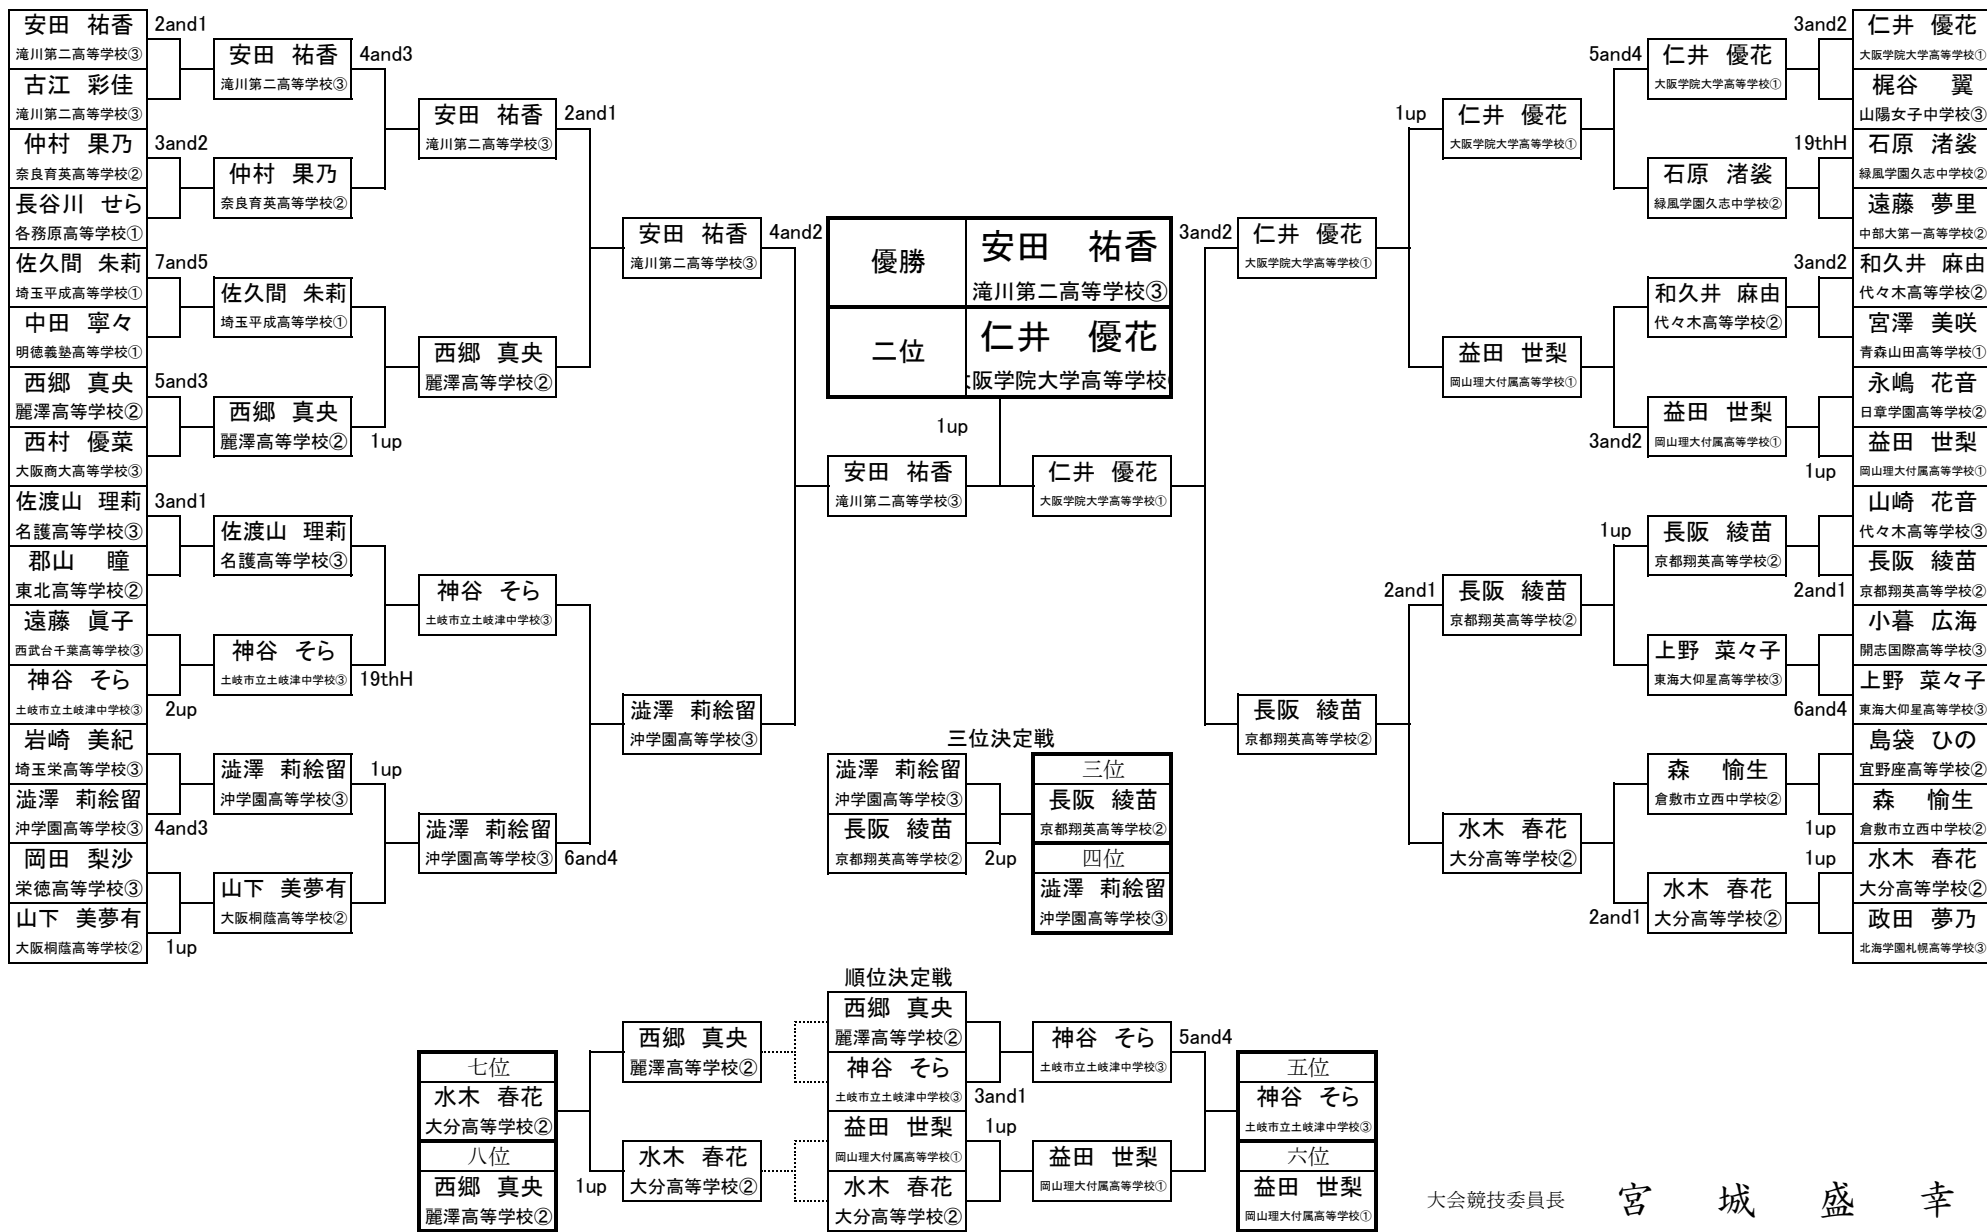 安田 祐香 2and1
滝川第二高等学校③
古江 彩佳
滝川第二高等学校③
仲村 果乃 3and2
奈良育英高等学校②
長谷川 せら
各務原高等学校①
佐久間 朱莉 7and5
埼玉平成高等学校①
中田 寧々
明徳義塾高等学校①
西郷 真央 5and3
麗澤高等学校②
西村 優菜
大阪商大高等学校③
佐渡山 理莉 3and1
名護高等学校③
郡山 瞳
東北高等学校②
遠藤 眞子
西武台千葉高等学校③
神谷 そら
土岐市立土岐津中学校③ 2up
岩崎 美紀
埼玉栄高等学校③
澁澤 莉絵留
沖学園高等学校③ 4and3
岡田 梨沙
栄徳高等学校③
山下 美夢有
大阪桐蔭高等学校② 1up
安田 祐香 4and3
滝川第二高等学校③
仲村 果乃
奈良育英高等学校②
佐久間 朱莉
埼玉平成高等学校①
西郷 真央
麗澤高等学校② 1up
佐渡山 理莉
名護高等学校③
神谷 そら
土岐市立土岐津中学校③ 19thH
澁澤 莉絵留 1up
沖学園高等学校③
山下 美夢有
大阪桐蔭高等学校②
安田 祐香 2and1
滝川第二高等学校③
西郷 真央
麗澤高等学校②
神谷 そら
土岐市立土岐津中学校③
澁澤 莉絵留
沖学園高等学校③ 6and4
安田 祐香 4and2
滝川第二高等学校③
澁澤 莉絵留
沖学園高等学校③
優勝 安田 祐香
滝川第二高等学校③
二位 仁井 優花
阪学院大学高等学校
1up
安田 祐香
滝川第二高等学校③
仁井 優花
大阪学院大学高等学校①
三位決定戦
澁澤 莉絵留
沖学園高等学校③
長阪 綾苗
京都翔英高等学校② 2up
三位
長阪 綾苗
京都翔英高等学校②
四位
澁澤 莉絵留
沖学園高等学校③
3and2 仁井 優花
大阪学院大学高等学校①
長阪 綾苗
京都翔英高等学校②
1up 仁井 優花
大阪学院大学高等学校①
益田 世梨
岡山理大付属高等学校①
2and1 長阪 綾苗
京都翔英高等学校②
水木 春花
大分高等学校②
5and4 仁井 優花
大阪学院大学高等学校①
石原 渚裟
緑風学園久志中学校②
和久井 麻由
代々木高等学校②
益田 世梨
3and2 岡山理大付属高等学校①
1up 長阪 綾苗
京都翔英高等学校②
上野 菜々子
東海大仰星高等学校③
森 愉生
倉敷市立西中学校②
水木 春花
2and1 大分高等学校②
3and2 仁井 優花
大阪学院大学高等学校①
梶谷 翼
山陽女子中学校③
19thH 石原 渚裟
緑風学園久志中学校②
遠藤 夢里
中部大第一高等学校②
3and2 和久井 麻由
代々木高等学校②
宮澤 美咲
青森山田高等学校①
永嶋 花音
日章学園高等学校②
益田 世梨
1up 岡山理大付属高等学校①
山崎 花音
代々木高等学校③
長阪 綾苗
2and1 京都翔英高等学校②
小暮 広海
開志国際高等学校③
上野 菜々子
6and4 東海大仰星高等学校③
島袋 ひの
宜野座高等学校②
森 愉生
1up 倉敷市立西中学校②
1up 水木 春花
大分高等学校②
政田 夢乃
北海学園札幌高等学校③
順位決定戦
西郷 真央
麗澤高等学校②
神谷 そら
土岐市立土岐津中学校③ 3and1
益田 世梨 1up
岡山理大付属高等学校①
水木 春花
大分高等学校②
西郷 真央
麗澤高等学校②
水木 春花
1up 大分高等学校②
七位
水木 春花
大分高等学校②
八位
西郷 真央
麗澤高等学校②
神谷 そら 5and4
土岐市立土岐津中学校③
益田 世梨
岡山理大付属高等学校①
五位
神谷 そら
土岐市立土岐津中学校③
六位
益田 世梨
岡山理大付属高等学校①
大会競技委員長 宮城盛幸